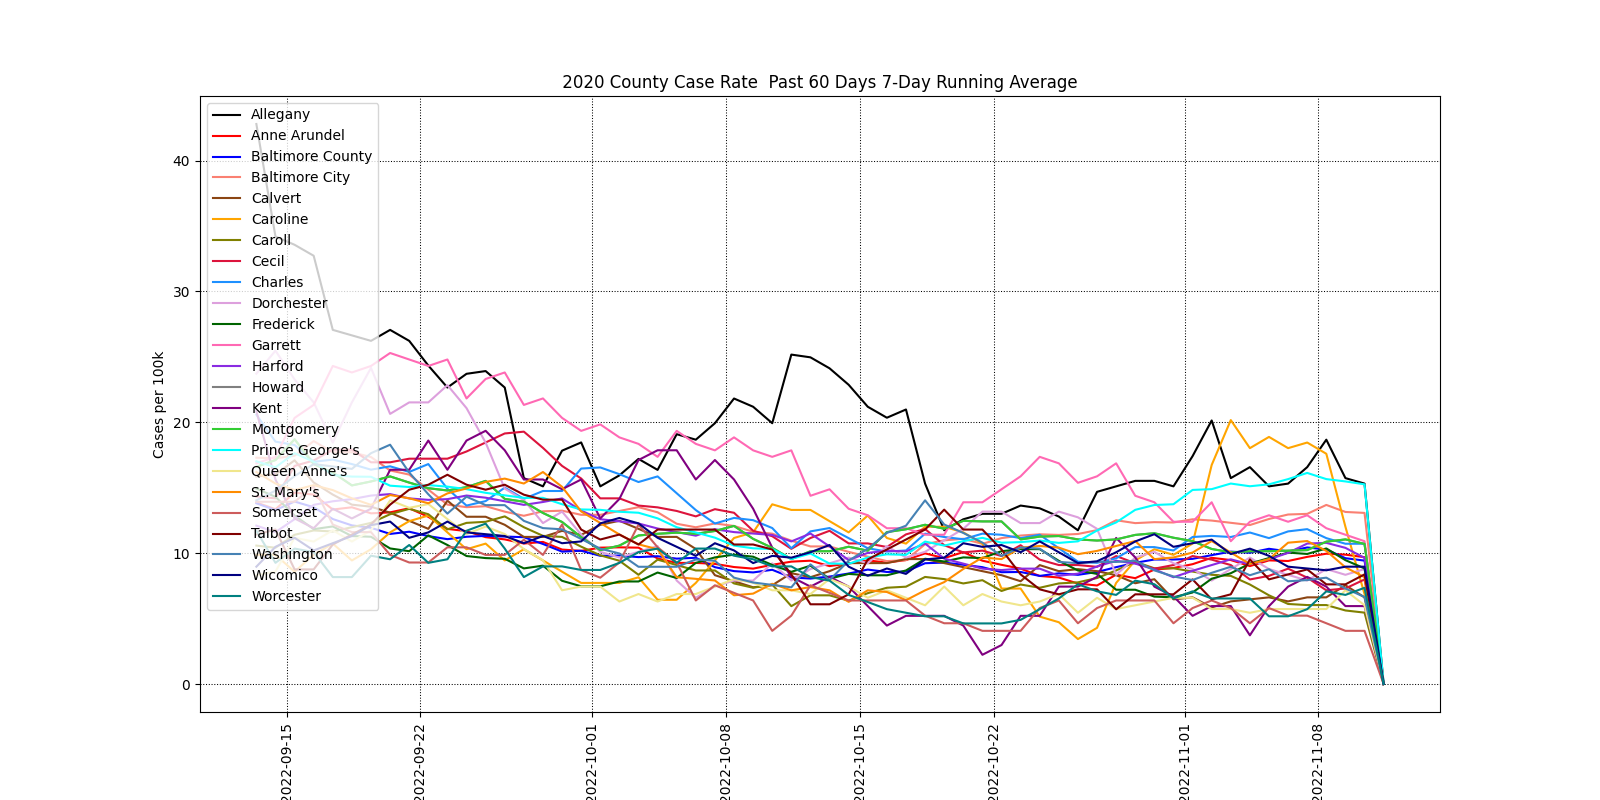 2020 County Case Rate  Past 60 Days 7-Day Running Average
Allegany
Anne Arundel
Baltimore County
Baltimore City
Calvert
Caroline
Caroll
Cecil
Charles
Dorchester
Frederick
Garrett
Harford
Howard
Kent
Montgomery
Prince George's
Queen Anne's
St. Mary's
Somerset
Talbot
Washington
Wicomico
Worcester
Cases per 100k
40
30
20
10
0
2022-09-15
2022-09-22
2022-10-01
2022-10-08
2022-10-15
2022-10-22
2022-11-01
2022-11-08